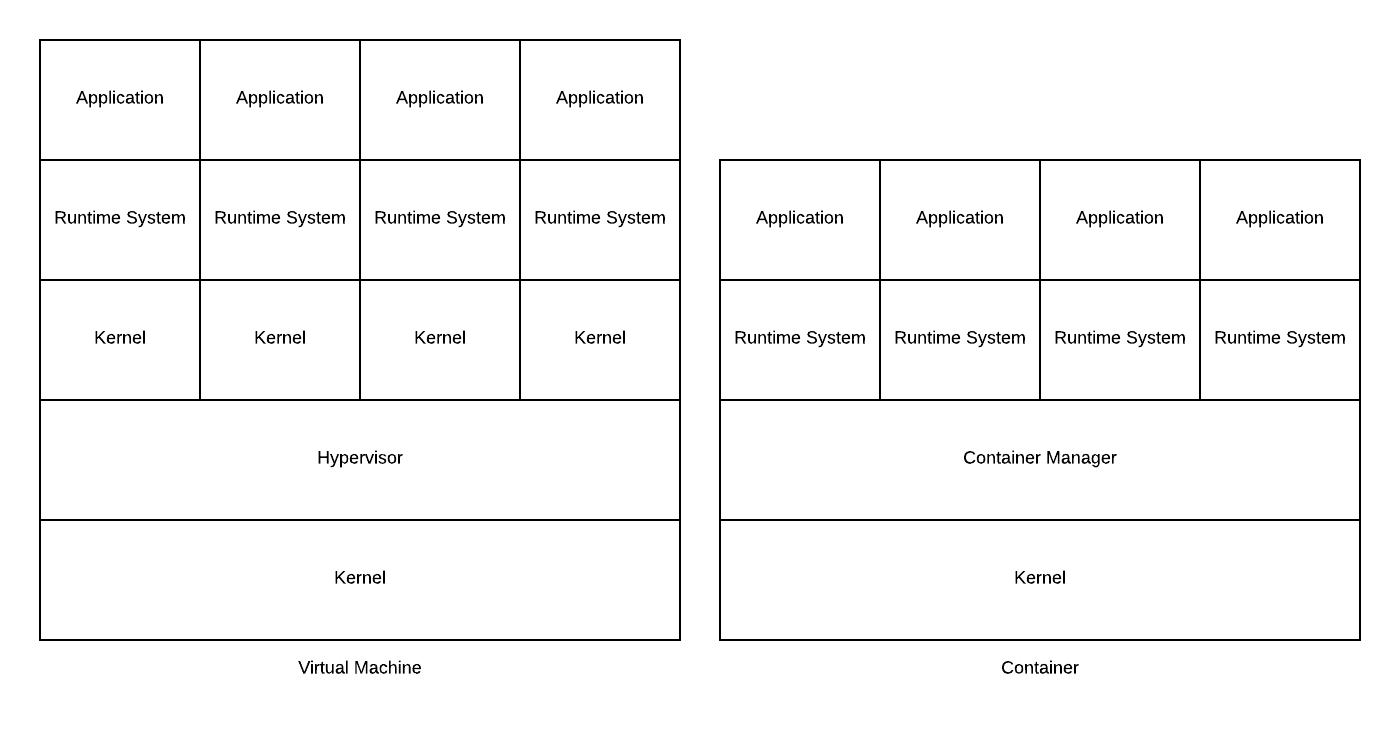 Application Application Application Application
Runtime System Runtime System Runtime System Runtime System
Kernel Kernel Kernel Kernel
Hypervisor
Kernel
Virtual Machine
Application Application Application Application
Runtime System Runtime System Runtime System Runtime System
Container Manager
Kernel
Container